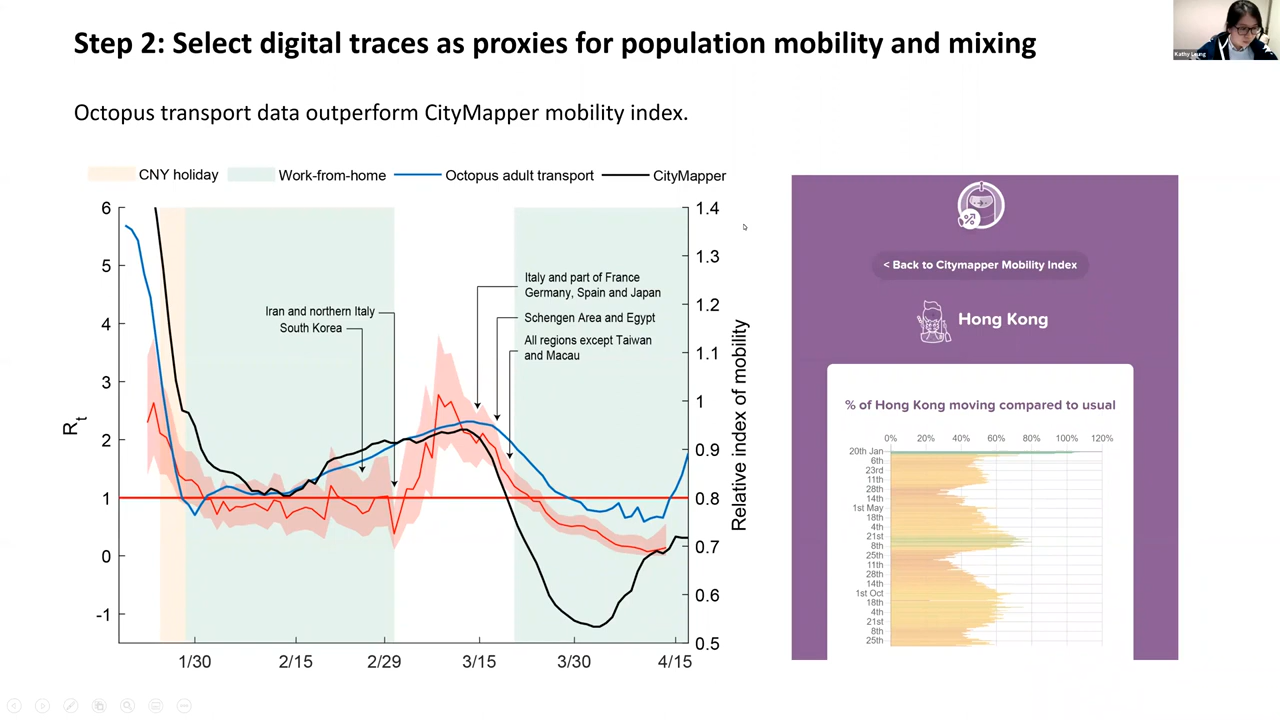 Step 2: Select digital traces as proxies for population mobility and mixing
Kathy Leung
Octopus transport data outperform CityMapper mobility index.
CNY holiday
Work-from-home
Octopus adult transport
CityMapper
6
5
4
3
2
1
0
-1
Rt
1.4
1.3
1.2
1.1
1
0.9
0.8
0.7
0.6
0.5
Relative index of mobility
Iran and northern Italy
South Korea
Italy and part of France
Germany, Spain and Japan
Schengen Area and Egypt
All regions except Taiwan
and Macau
1/30
2/15
2/29
3/15
3/30
4/15
< Back to Citymapper Mobility Index
Hong Kong
% of Hong Kong moving compared to usual
0%
20%
40%
60%
80%
100%
120%
20th Jan
6th
23rd
11th
28th
14th
1st May
18th
4th
21st
8th
25th
11th
28th
14th
1st Oct
18th
4th
21st
8th
25th